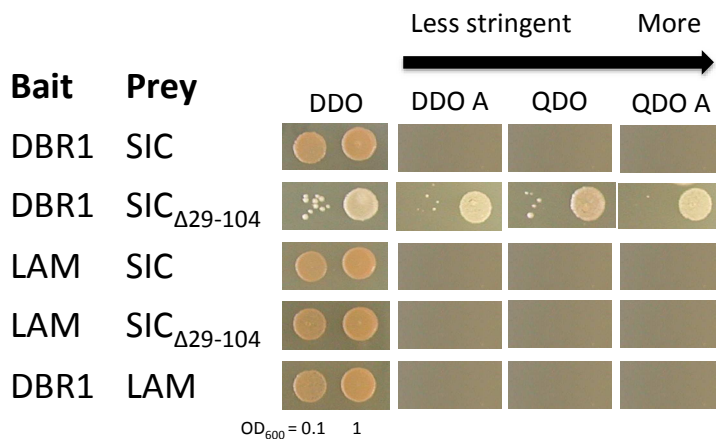 Less stringent More
Bait Prey
DDO DDO A QDO QDO A
DBR1 SIC
DBR1 SICΔ29-104
LAM SIC
LAM SICΔ29-104
DBR1 LAM
OD600 = 0.1 1